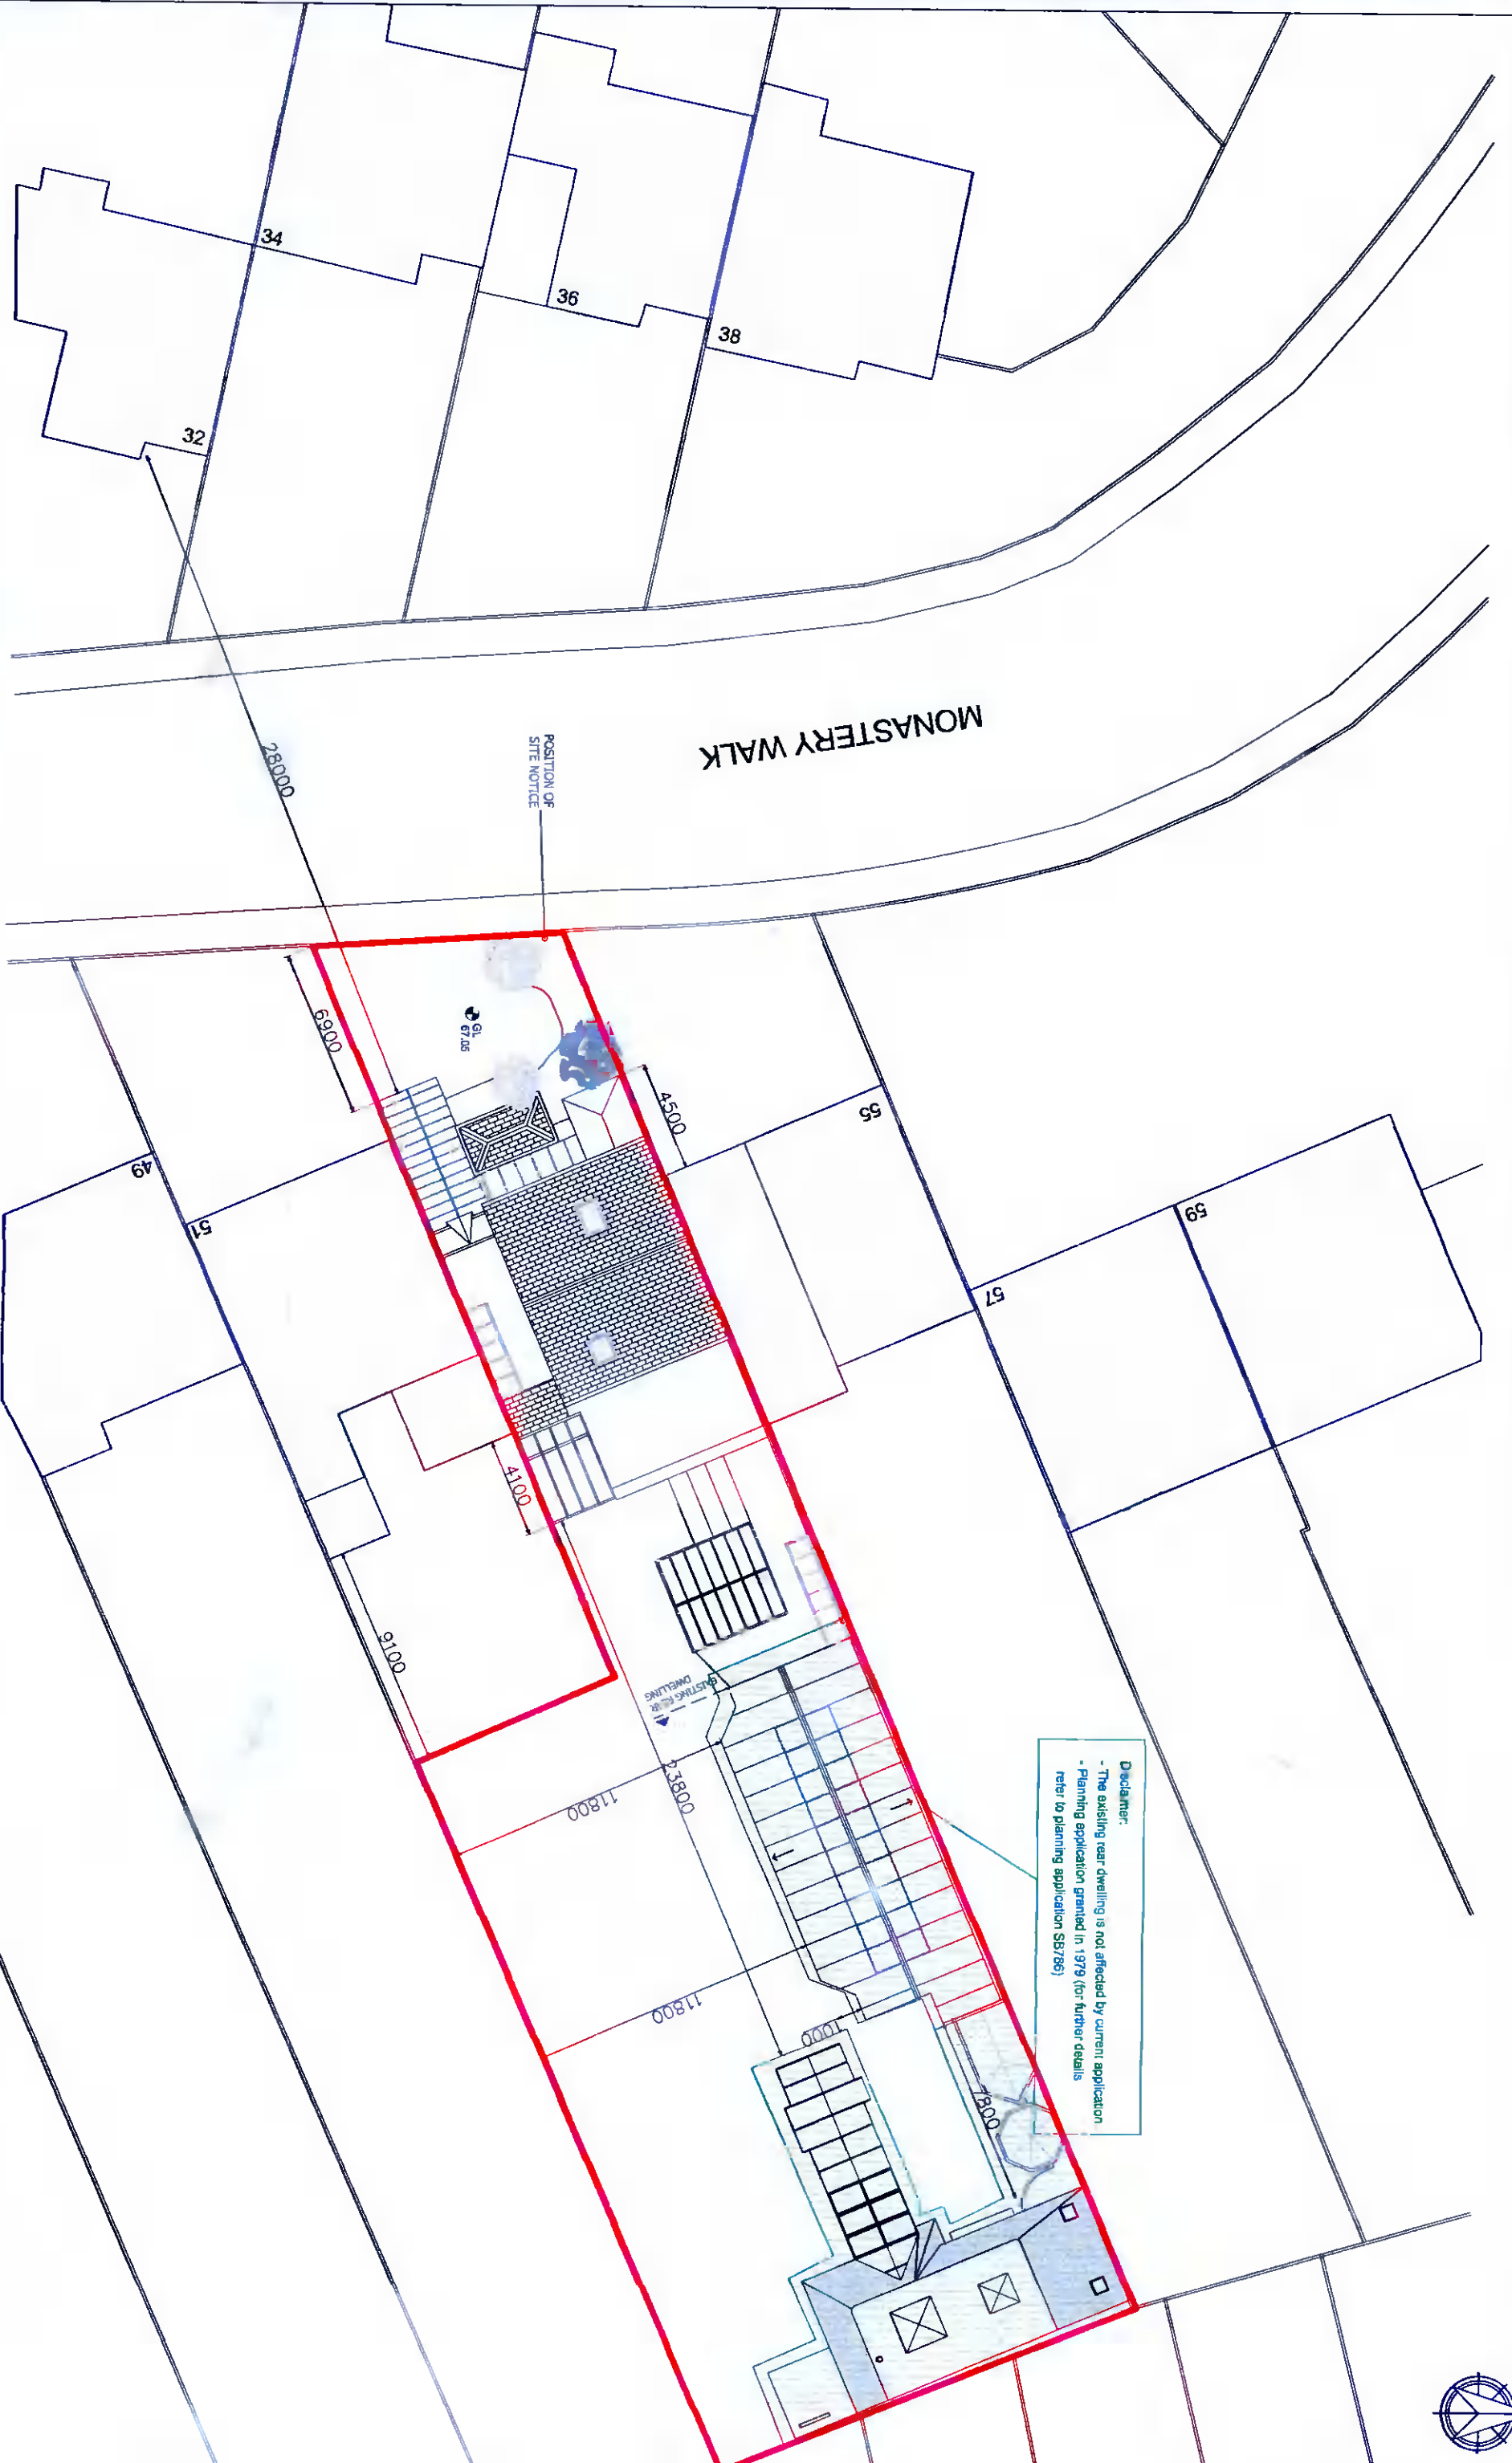 34
36
38
32
MONASTERY WALK
POSITION OF
SITE NOTICE
28000
6900
GL
67.05
4500
55
49
51
59
57
4100
9100
EXISTING REAR
DWELLING
23800
11800
11800
1000
7800
Disclaimer:
- The existing rear dwelling is not affected by current application
- Planning application granted in 1979 (for further details
refer to planning application SB786)